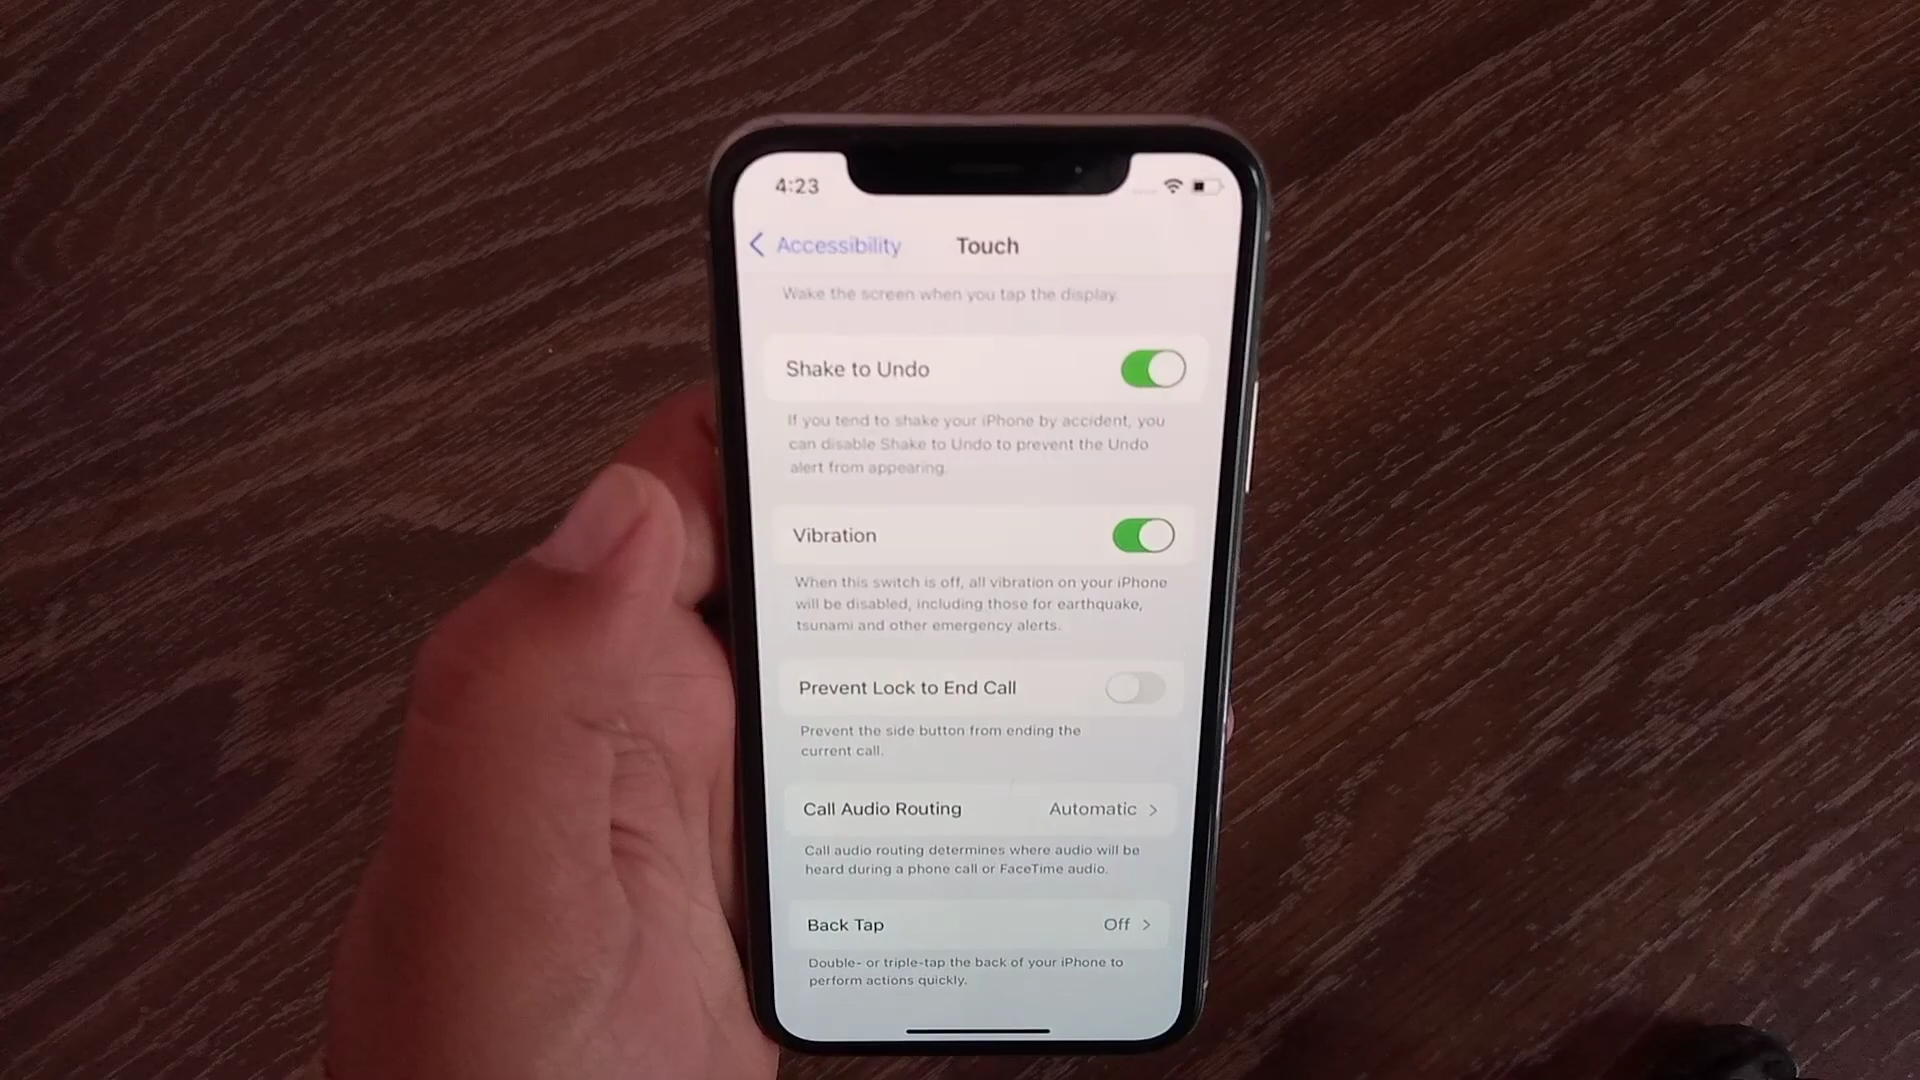 4:23
Accessibility Touch
Wake the screen when you tap the display.
Shake to Undo
If you tend to shake your iPhone by accident, you
can disable Shake to Undo to prevent the Undo
alert from appearing.
Vibration
When this switch is off, all vibration on your iPhone
will be disabled, including those for earthquake,
tsunami and other emergency alerts.
Prevent Lock to End Call
Prevent the side button from ending the
current call.
Call Audio Routing Automatic
Call audio routing determines where audio will be
heard during a phone call or FaceTime audio.
Back Tap Off
Double- or triple-tap the back of your iPhone to
perform actions quickly.